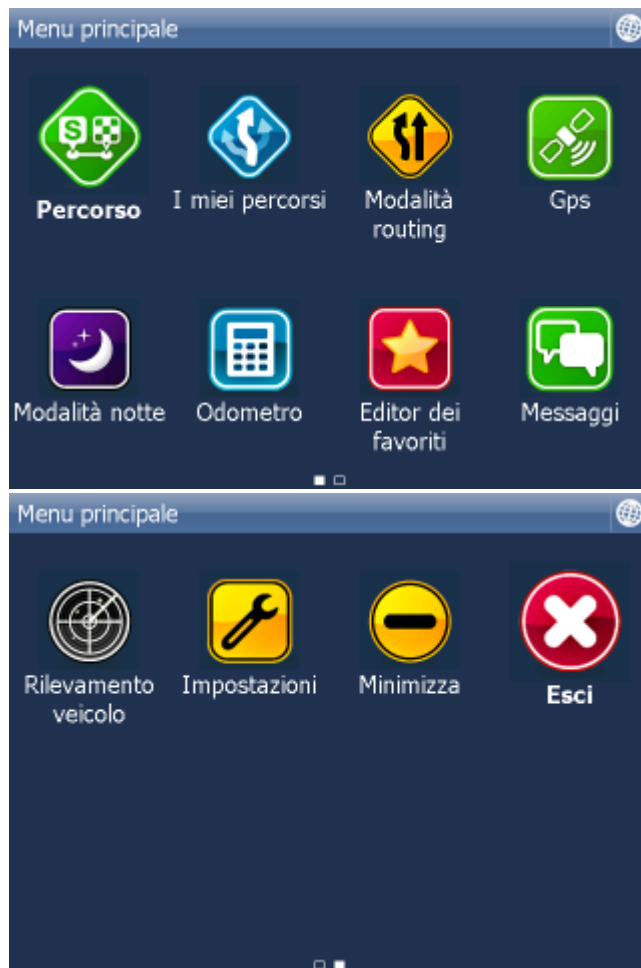 Menu principale
S
Percorso
I miei percorsi
Modalità
routing
Gps
Modalità notte
Odometro
Editor dei
favoriti
Messaggi
Menu principale
Rilevamento
veicolo
Impostazioni
Minimizza
Esci